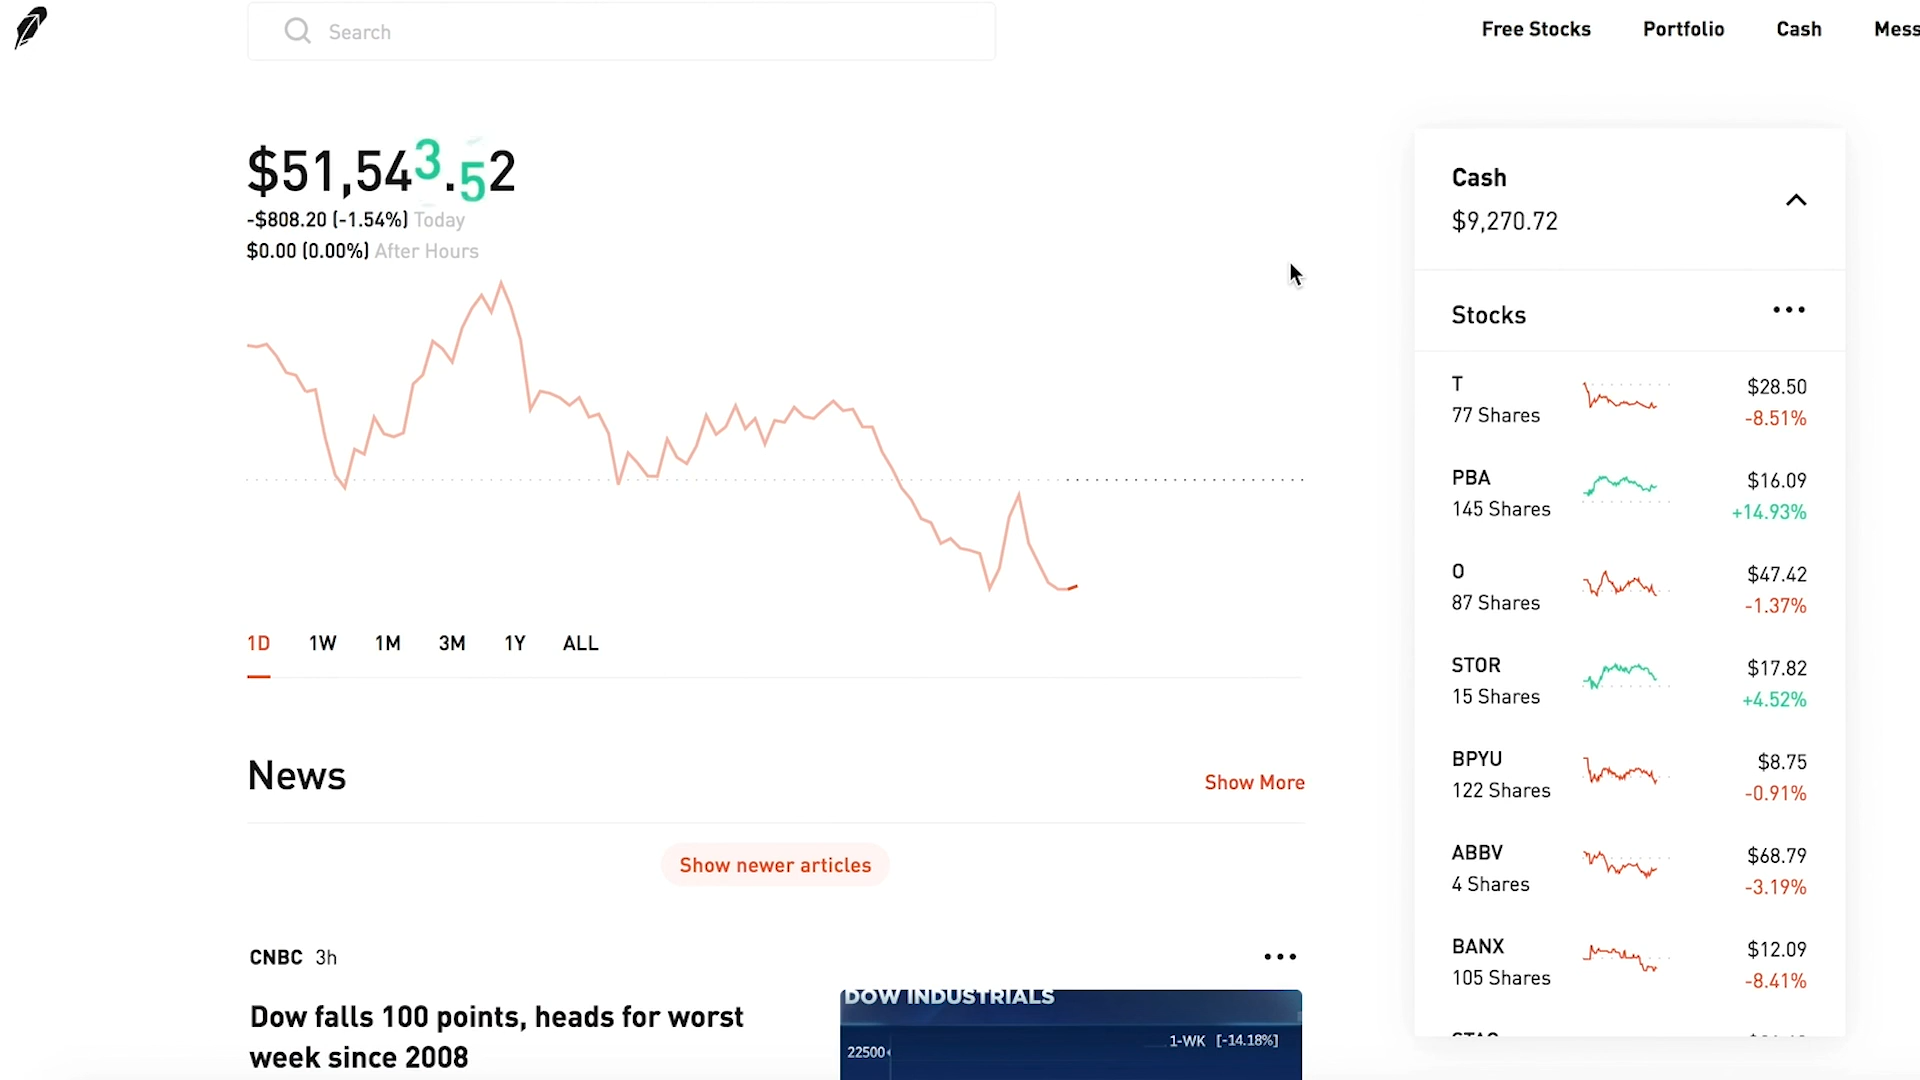 Search
Free Stocks
Portfolio
Cash
Mess
$51,543.52
-$808.20 (-1.54%) Today
$0.00 (0.00%) After Hours
1D
1W
1M
3M
1Y
ALL
News
Show More
Show newer articles
CNBC 3h
Dow falls 100 points, heads for worst
week since 2008
DOW INDUSTRIALS
1-WK [-14.18%]
22500
Cash
$9,270.72
Stocks
T
77 Shares
$28.50
-8.51%
PBA
145 Shares
$16.09
+14.93%
O
87 Shares
$47.42
-1.37%
STOR
15 Shares
$17.82
+4.52%
BPYU
122 Shares
$8.75
-0.91%
ABBV
4 Shares
$68.79
-3.19%
BANX
105 Shares
$12.09
-8.41%